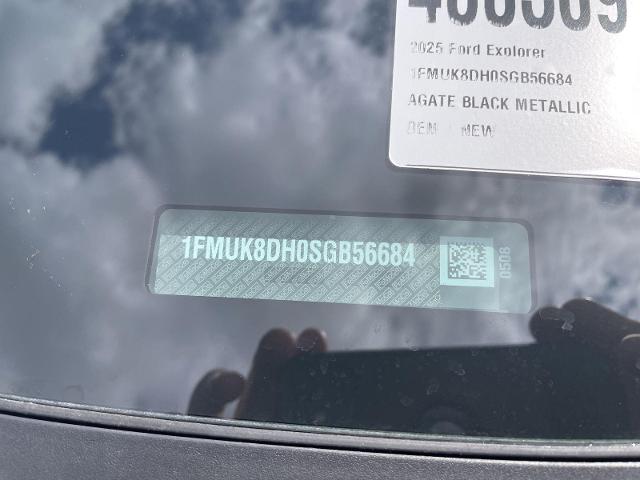 2025 Ford Explorer
1FMUK8DH0SGB56684
AGATE BLACK METALLIC
NEW
1FMUK8DH0SGB56684
0508